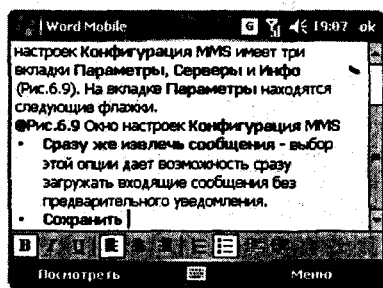 Word Mobile G 19:07 ok
настроек Конфигурация MMS имеет три
вкладки Параметры, Серверы и Инфо
(Рис.6.9). На вкладке Параметры находятся
следующие флажки.
@Рис.6.9 Окно настроек Конфигурация MMS
• Сразу же извлечь сообщения - выбор
этой опции дает возможность сразу
загружать входящие сообщения без
предварительного уведомления.
• Сохранить
B I U
Посмотреть Меню